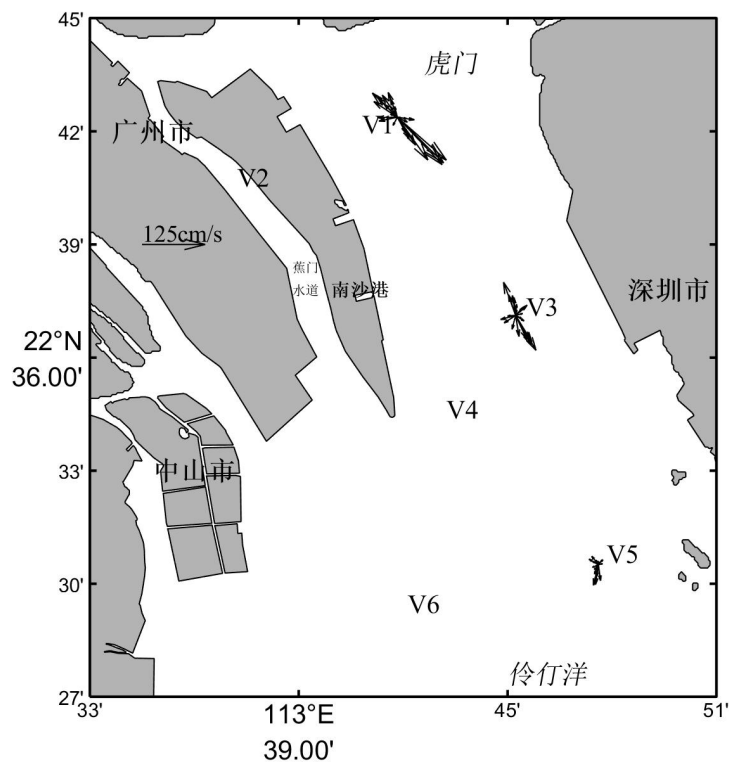 45'
虎门
42'
V1
广州市
V2
39'
125cm/s
蕉门
水道
南沙港
V3
深圳市
22°N
36.00'
V4
33'
中山市
V5
30'
V6
伶仃洋
27'
33'
113°E
39.00'
45'
51'